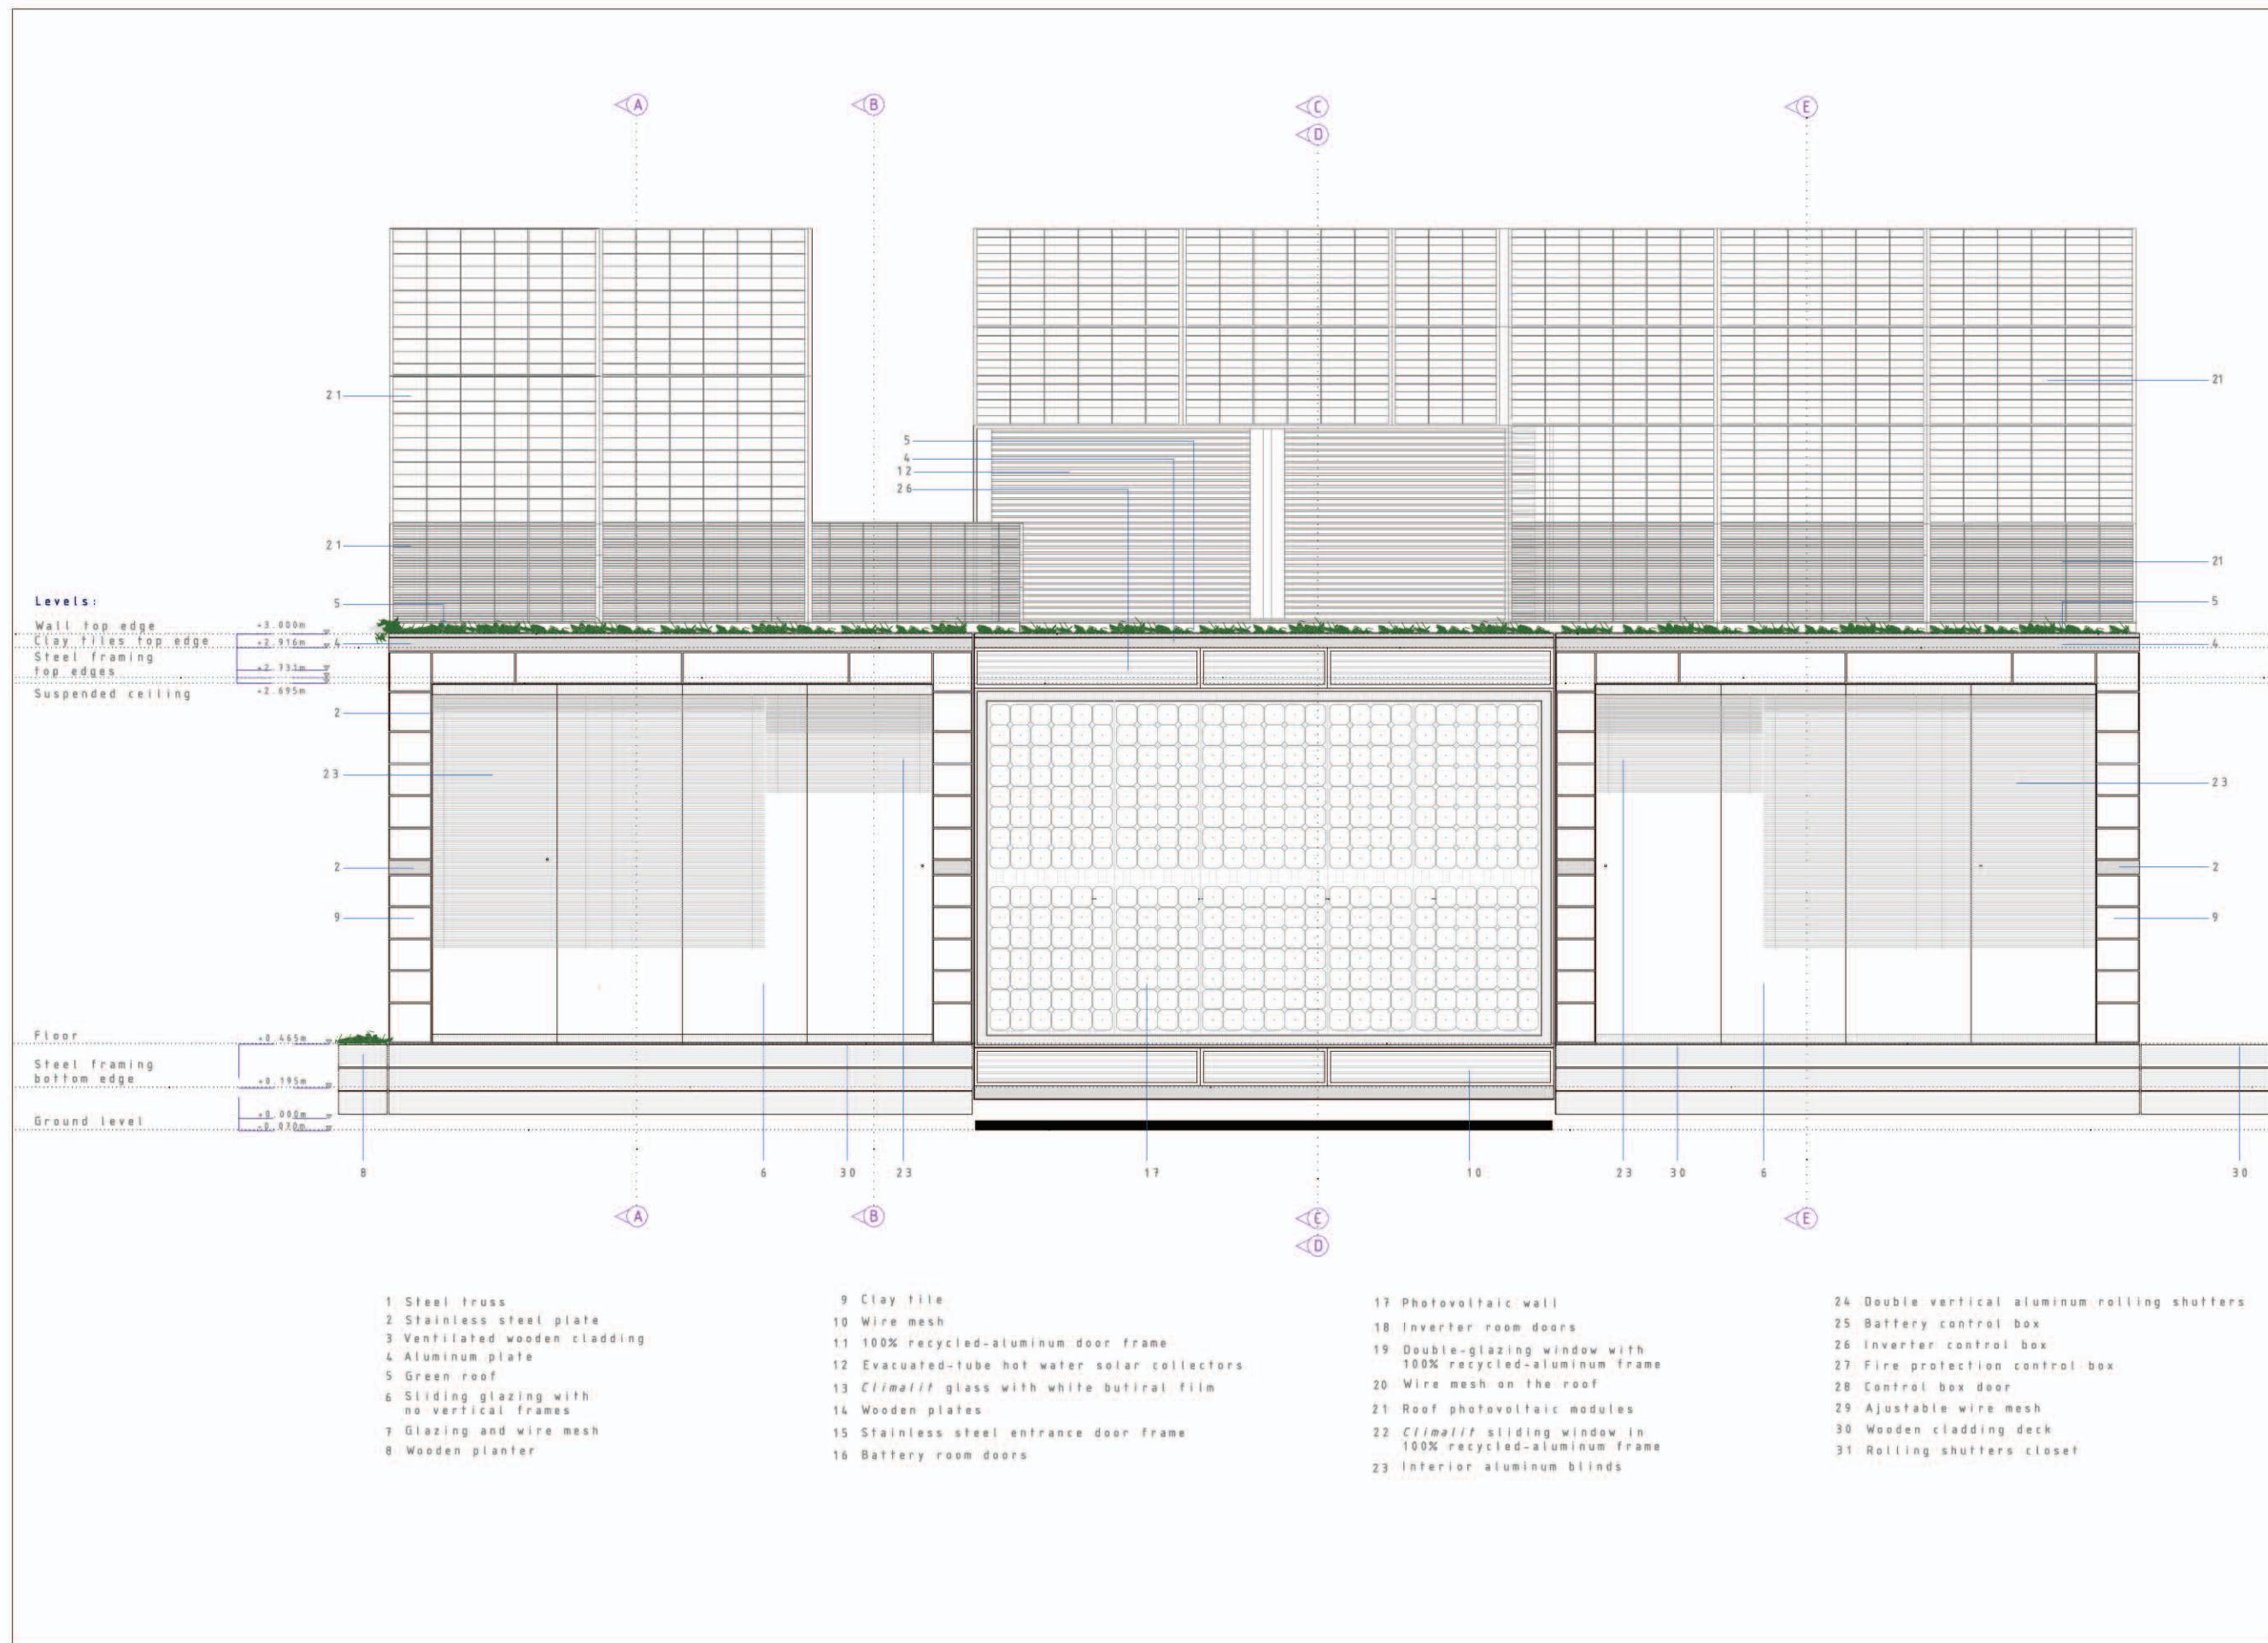 A
B
C
D
E
21
21
5
4
12
26
21
21
5
5
4
4
Levels:
Wall top edge +3.000m
Clay tiles top edge +2.916m
Steel framing
top edges +2.731m
Suspended ceiling +2.695m
2
23
23
2
2
9
9
Floor +0.465m
Steel framing
bottom edge +0.195m
+0.000m
Ground level -0.070m
8
6
30
23
17
10
23
30
6
30
A
B
C
D
E
1 Steel truss
2 Stainless steel plate
3 Ventilated wooden cladding
4 Aluminum plate
5 Green roof
6 Sliding glazing with
no vertical frames
7 Glazing and wire mesh
8 Wooden planter
9 Clay tile
10 Wire mesh
11 100% recycled-aluminum door frame
12 Evacuated-tube hot water solar collectors
13 Climalit glass with white butiral film
14 Wooden plates
15 Stainless steel entrance door frame
16 Battery room doors
17 Photovoltaic wall
18 Inverter room doors
19 Double-glazing window with
100% recycled-aluminum frame
20 Wire mesh on the roof
21 Roof photovoltaic modules
22 Climalit sliding window in
100% recycled-aluminum frame
23 Interior aluminum blinds
24 Double vertical aluminum rolling shutters
25 Battery control box
26 Inverter control box
27 Fire protection control box
28 Control box door
29 Ajustable wire mesh
30 Wooden cladding deck
31 Rolling shutters closet